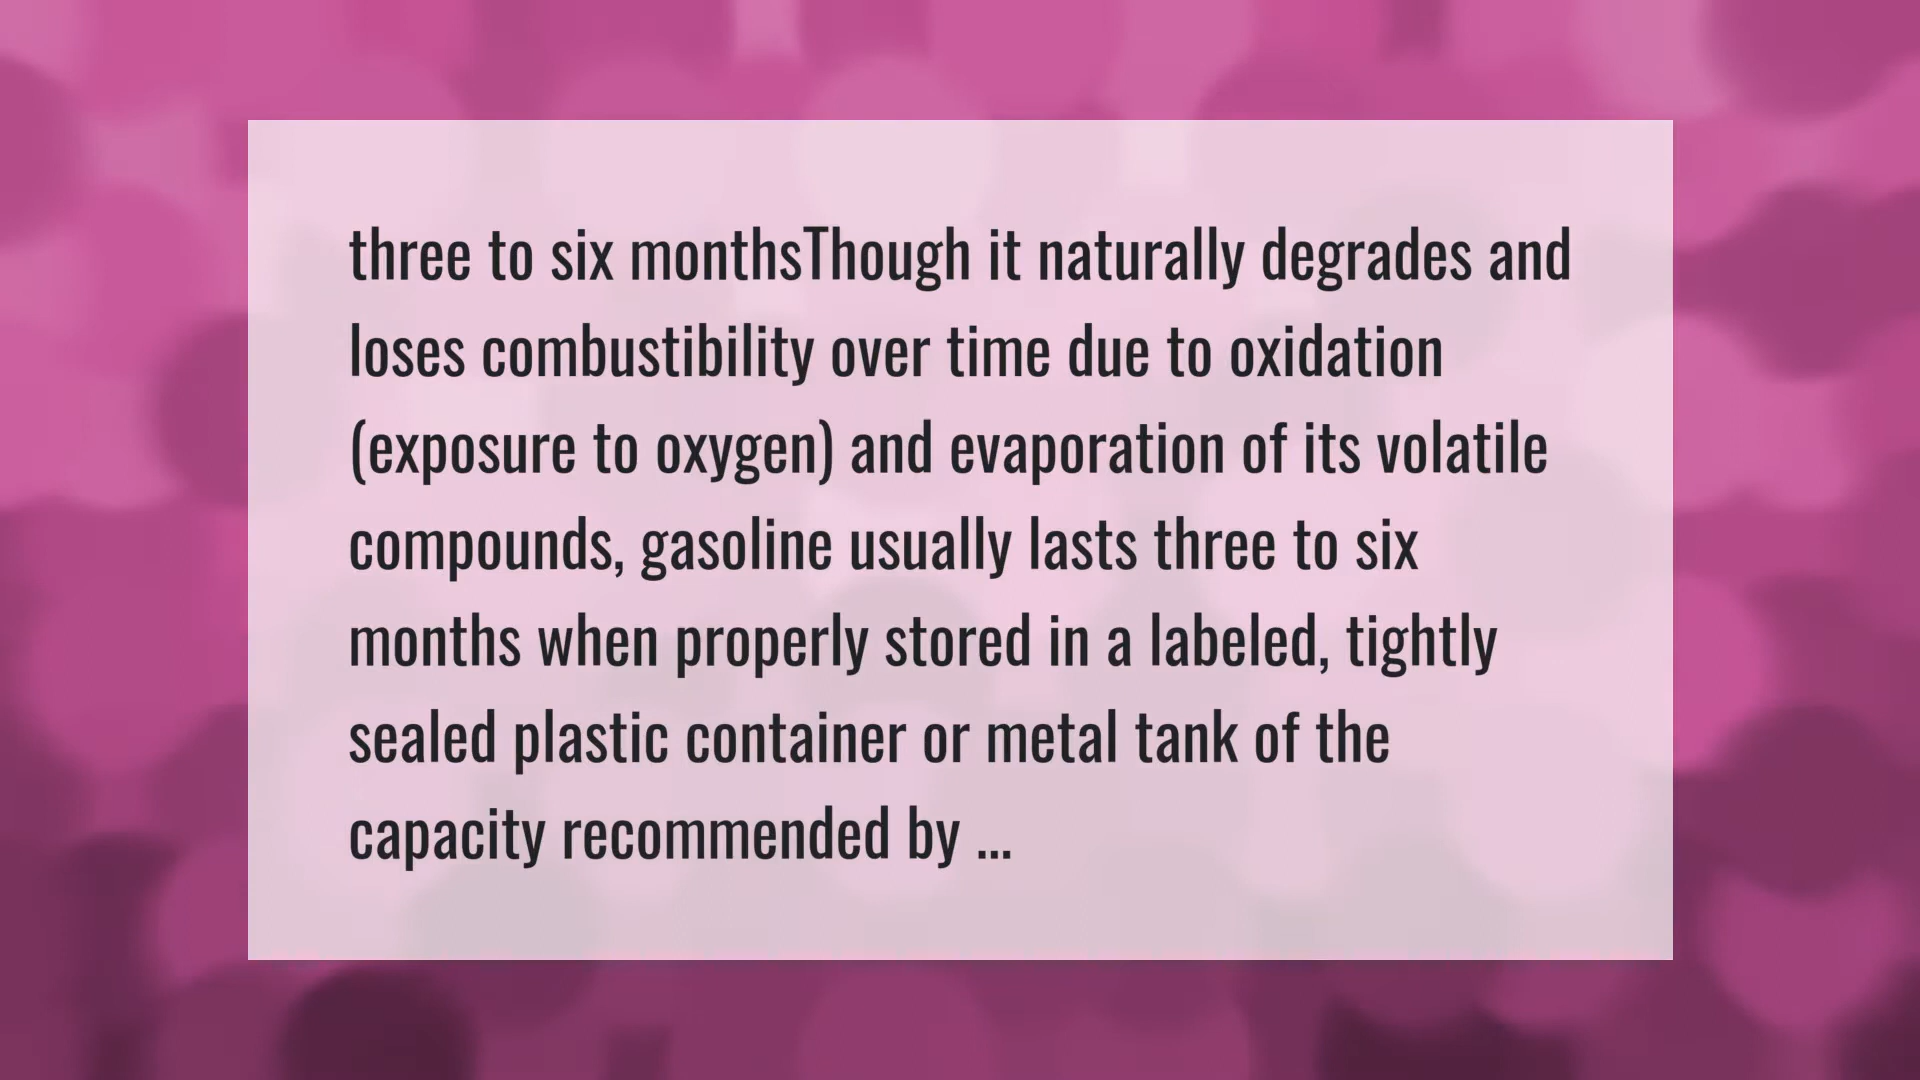 three to six monthsThough it naturally degrades and
loses combustibility over time due to oxidation
(exposure to oxygen) and evaporation of its volatile
compounds, gasoline usually lasts three to six
months when properly stored in a labeled, tightly
sealed plastic container or metal tank of the
capacity recommended by ...